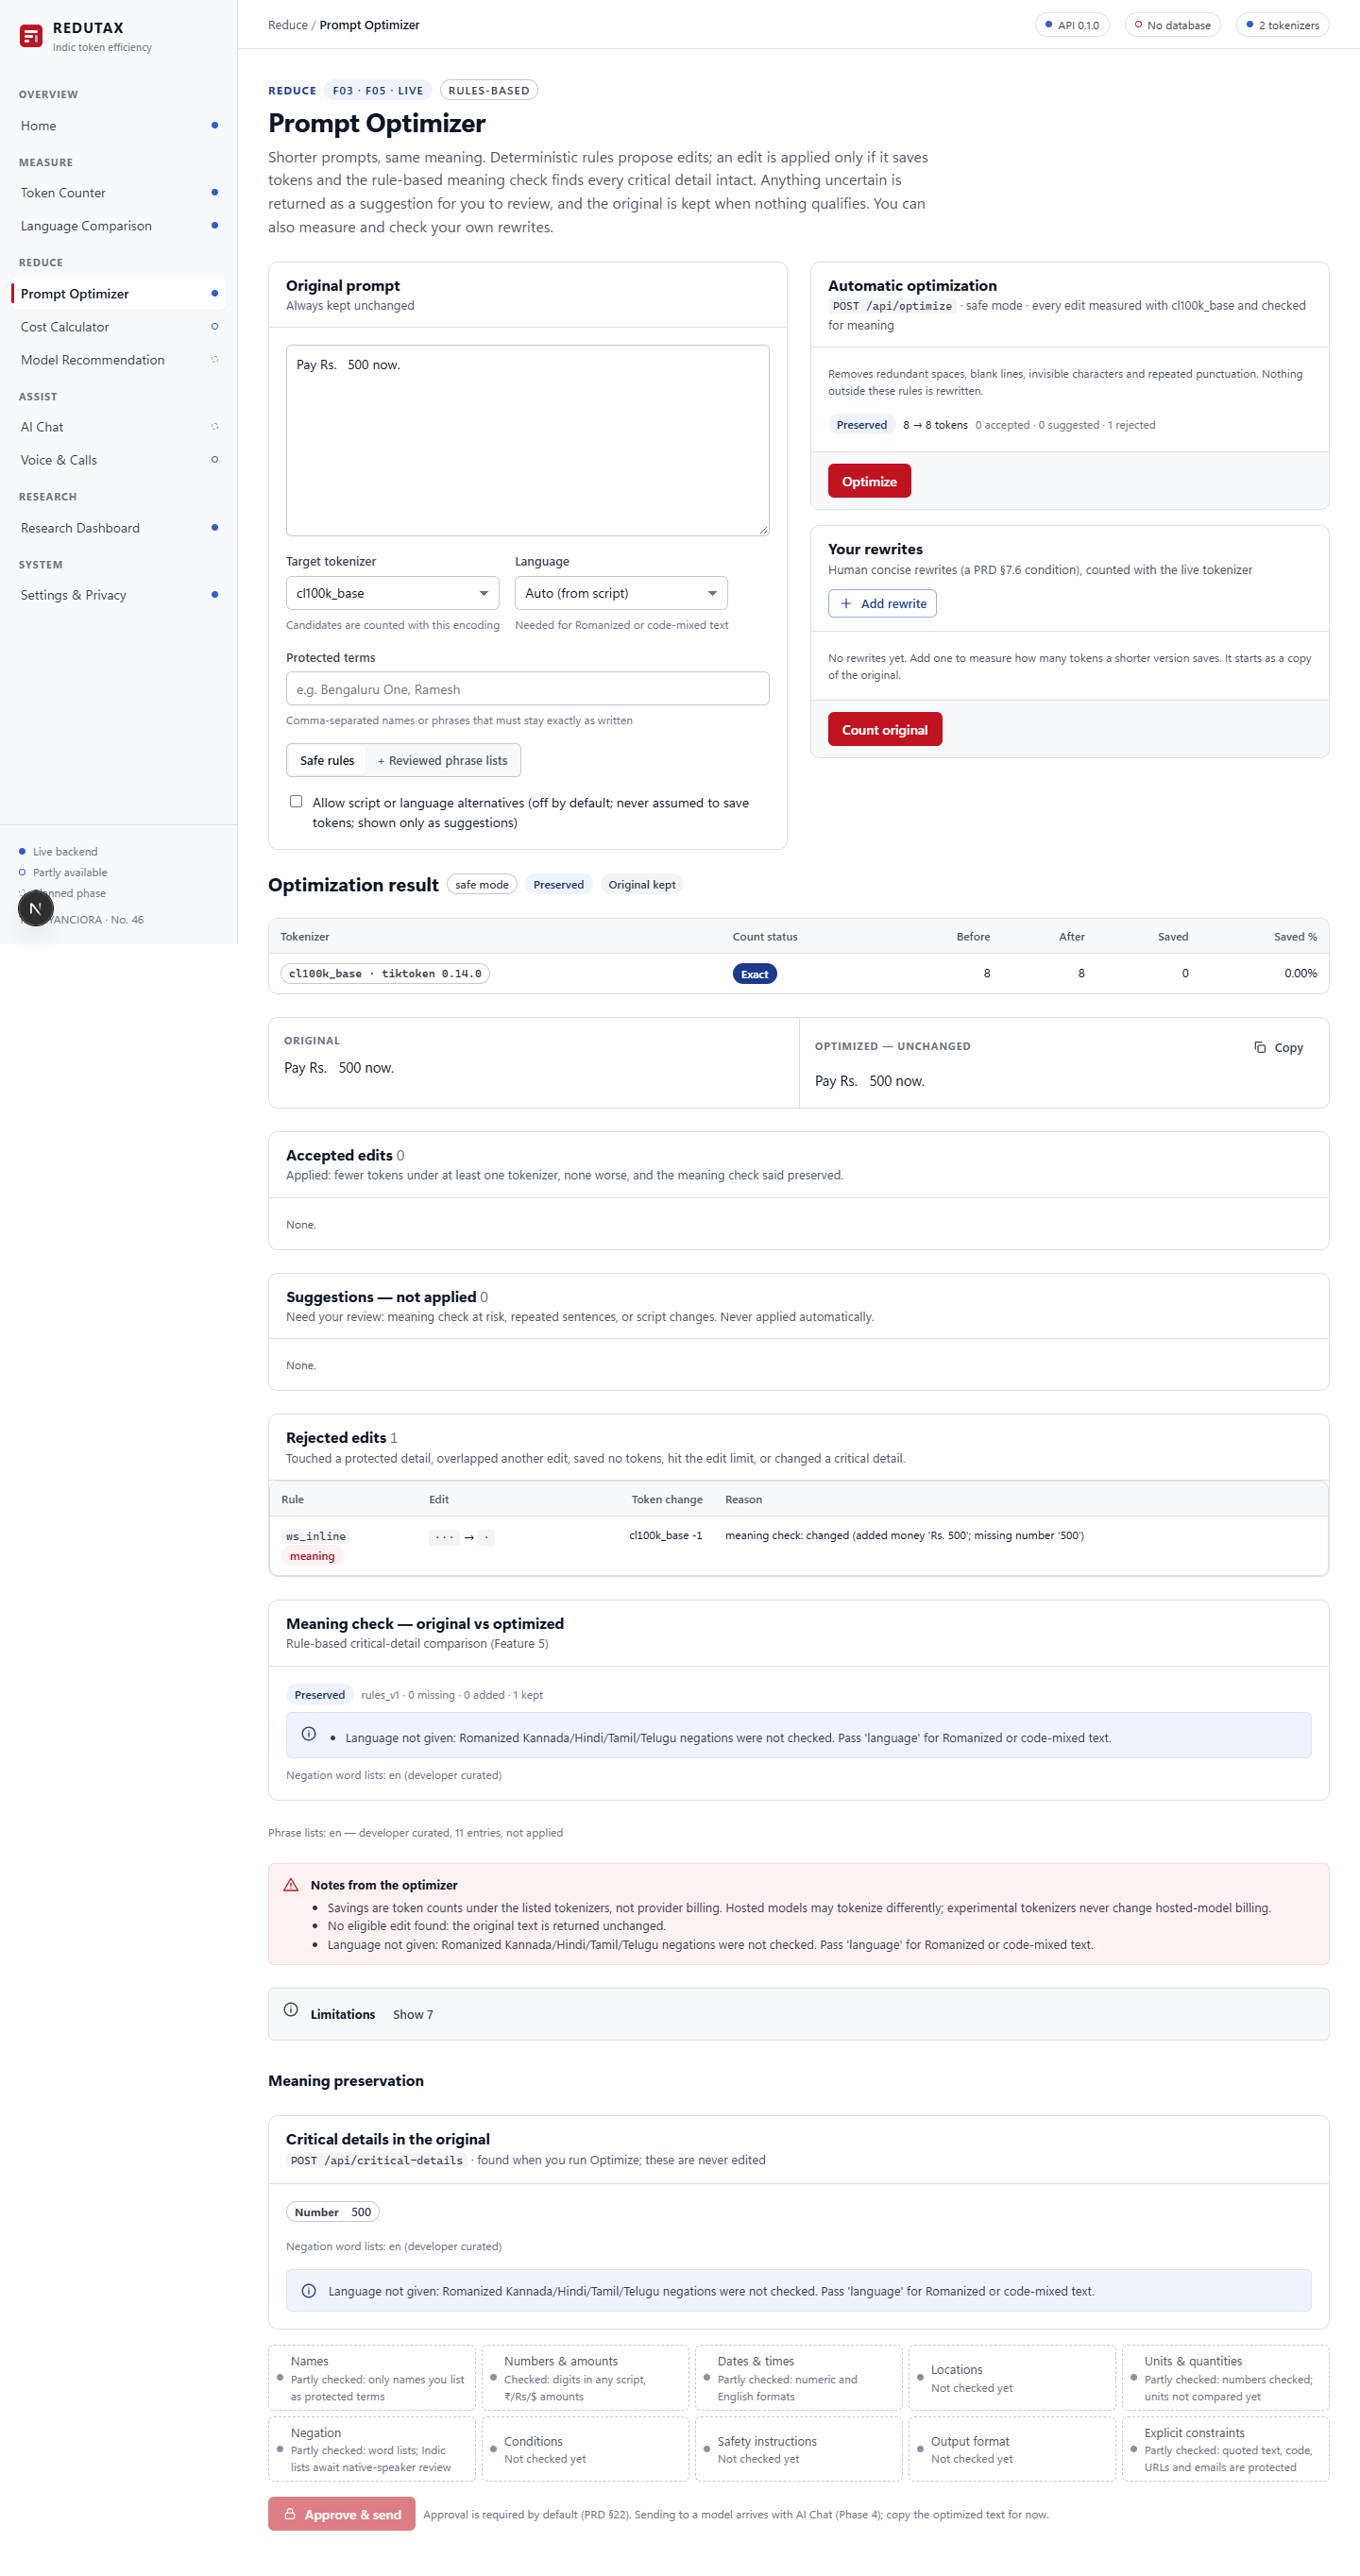 REDUTAX
Indic token efficiency
OVERVIEW
Home
MEASURE
Token Counter
Language Comparison
REDUCE
Prompt Optimizer
Cost Calculator
Model Recommendation
ASSIST
AI Chat
Voice & Calls
RESEARCH
Research Dashboard
SYSTEM
Settings & Privacy
Live backend
Partly available
nned phase
N
YANCIORA · No. 46
Reduce / Prompt Optimizer
API 0.1.0
No database
2 tokenizers
REDUCE F03 · F05 · LIVE RULES-BASED
Prompt Optimizer
Shorter prompts, same meaning. Deterministic rules propose edits; an edit is applied only if it saves
tokens and the rule-based meaning check finds every critical detail intact. Anything uncertain is
returned as a suggestion for you to review, and the original is kept when nothing qualifies. You can
also measure and check your own rewrites.
Original prompt
Always kept unchanged
Pay Rs.   500 now.
Target tokenizer
cl100k_base
Candidates are counted with this encoding
Language
Auto (from script)
Needed for Romanized or code-mixed text
Protected terms
e.g. Bengaluru One, Ramesh
Comma-separated names or phrases that must stay exactly as written
Safe rules + Reviewed phrase lists
Allow script or language alternatives (off by default; never assumed to save
tokens; shown only as suggestions)
Automatic optimization
POST /api/optimize · safe mode · every edit measured with cl100k_base and checked
for meaning
Removes redundant spaces, blank lines, invisible characters and repeated punctuation. Nothing
outside these rules is rewritten.
Preserved 8 → 8 tokens 0 accepted · 0 suggested · 1 rejected
Optimize
Your rewrites
Human concise rewrites (a PRD §7.6 condition), counted with the live tokenizer
+ Add rewrite
No rewrites yet. Add one to measure how many tokens a shorter version saves. It starts as a copy
of the original.
Count original
Optimization result safe mode Preserved Original kept
Tokenizer Count status Before After Saved Saved %
cl100k_base · tiktoken 0.14.0 Exact 8 8 0 0.00%
ORIGINAL
Pay Rs.   500 now.
OPTIMIZED — UNCHANGED
Copy
Pay Rs.   500 now.
Accepted edits 0
Applied: fewer tokens under at least one tokenizer, none worse, and the meaning check said preserved.
None.
Suggestions — not applied 0
Need your review: meaning check at risk, repeated sentences, or script changes. Never applied automatically.
None.
Rejected edits 1
Touched a protected detail, overlapped another edit, saved no tokens, hit the edit limit, or changed a critical detail.
Rule Edit Token change Reason
ws_inline ··· → · cl100k_base -1 meaning check: changed (added money 'Rs. 500'; missing number '500')
meaning
Meaning check — original vs optimized
Rule-based critical-detail comparison (Feature 5)
Preserved rules_v1 · 0 missing · 0 added · 1 kept
• Language not given: Romanized Kannada/Hindi/Tamil/Telugu negations were not checked. Pass 'language' for Romanized or code-mixed text.
Negation word lists: en (developer curated)
Phrase lists: en — developer curated, 11 entries, not applied
Notes from the optimizer
• Savings are token counts under the listed tokenizers, not provider billing. Hosted models may tokenize differently; experimental tokenizers never change hosted-model billing.
• No eligible edit found: the original text is returned unchanged.
• Language not given: Romanized Kannada/Hindi/Tamil/Telugu negations were not checked. Pass 'language' for Romanized or code-mixed text.
Limitations Show 7
Meaning preservation
Critical details in the original
POST /api/critical-details · found when you run Optimize; these are never edited
Number 500
Negation word lists: en (developer curated)
Language not given: Romanized Kannada/Hindi/Tamil/Telugu negations were not checked. Pass 'language' for Romanized or code-mixed text.
Names
Partly checked: only names you list
as protected terms
Numbers & amounts
Checked: digits in any script,
₹/Rs/$ amounts
Dates & times
Partly checked: numeric and
English formats
Locations
Not checked yet
Units & quantities
Partly checked: numbers checked;
units not compared yet
Negation
Partly checked: word lists; Indic
lists await native-speaker review
Conditions
Not checked yet
Safety instructions
Not checked yet
Output format
Not checked yet
Explicit constraints
Partly checked: quoted text, code,
URLs and emails are protected
Approve & send
Approval is required by default (PRD §22). Sending to a model arrives with AI Chat (Phase 4); copy the optimized text for now.